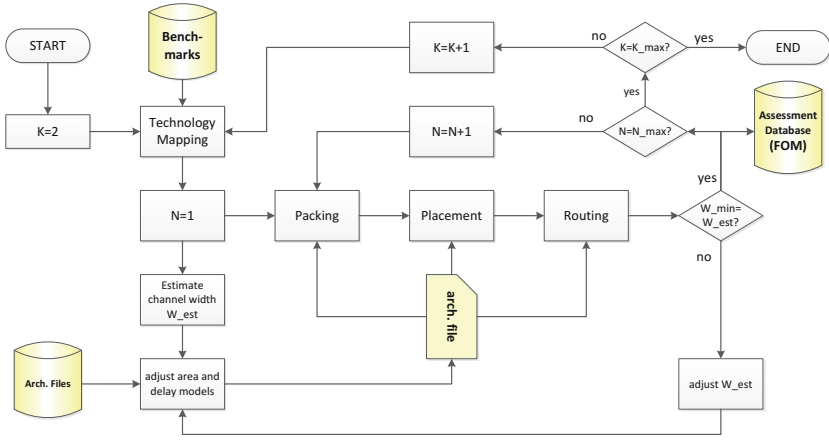 START
Bench-
marks
K=K+1
no
K=K_max?
yes
END
yes
K=2
Technology
Mapping
N=N+1
no
N=N_max?
Assessment
Database
(FOM)
yes
N=1
Packing
Placement
Routing
W_min=
W_est?
no
Estimate
channel width
W_est
arch. file
Arch. Files
adjust area and
delay models
adjust W_est